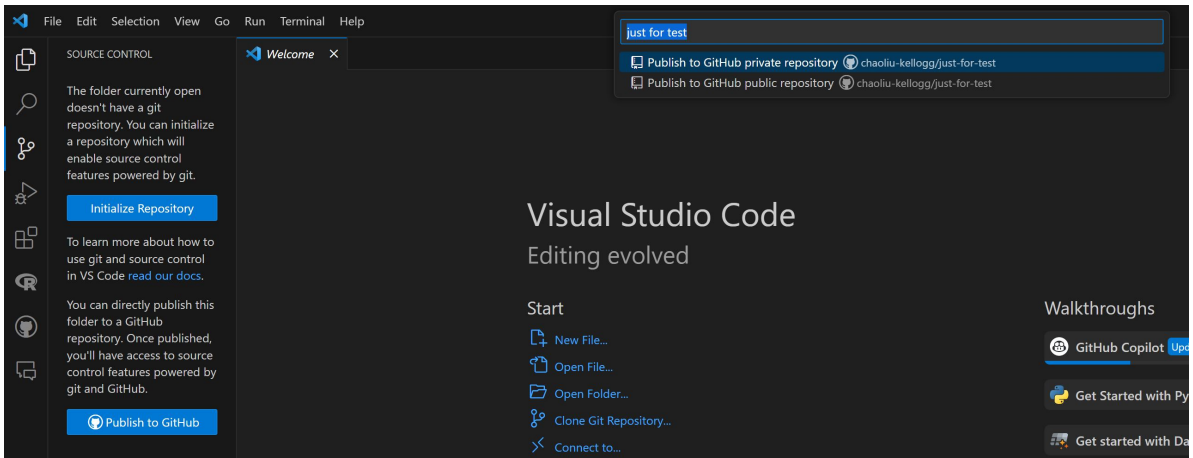 File Edit Selection View Go Run Terminal Help
just for test
Publish to GitHub private repository chaoliu-kellogg/just-for-test
Publish to GitHub public repository chaoliu-kellogg/just-for-test
SOURCE CONTROL
The folder currently open
doesn't have a git
repository. You can initialize
a repository which will
enable source control
features powered by git.
Initialize Repository
To learn more about how to
use git and source control
in VS Code read our docs.
You can directly publish this
folder to a GitHub
repository. Once published,
you'll have access to source
control features powered by
git and GitHub.
Publish to GitHub
Welcome
Visual Studio Code
Editing evolved
Start
New File...
Open File...
Open Folder...
Clone Git Repository...
Connect to...
Walkthroughs
GitHub Copilot Upd
Get Started with Py
Get started with Da